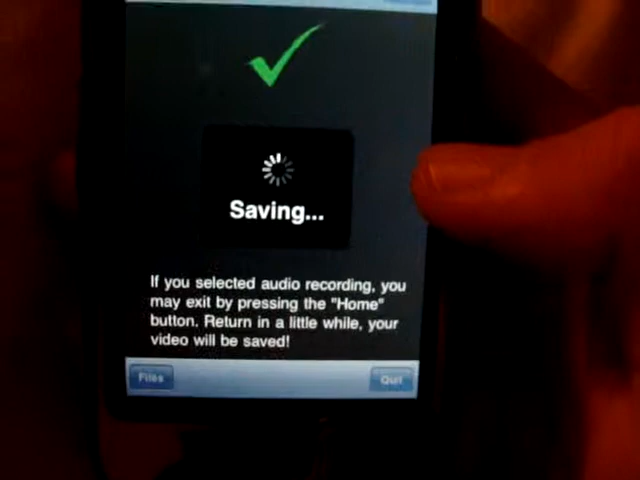 Saving...
If you selected audio recording, you
may exit by pressing the "Home"
button. Return in a little while, your
video will be saved!
Files
Quit